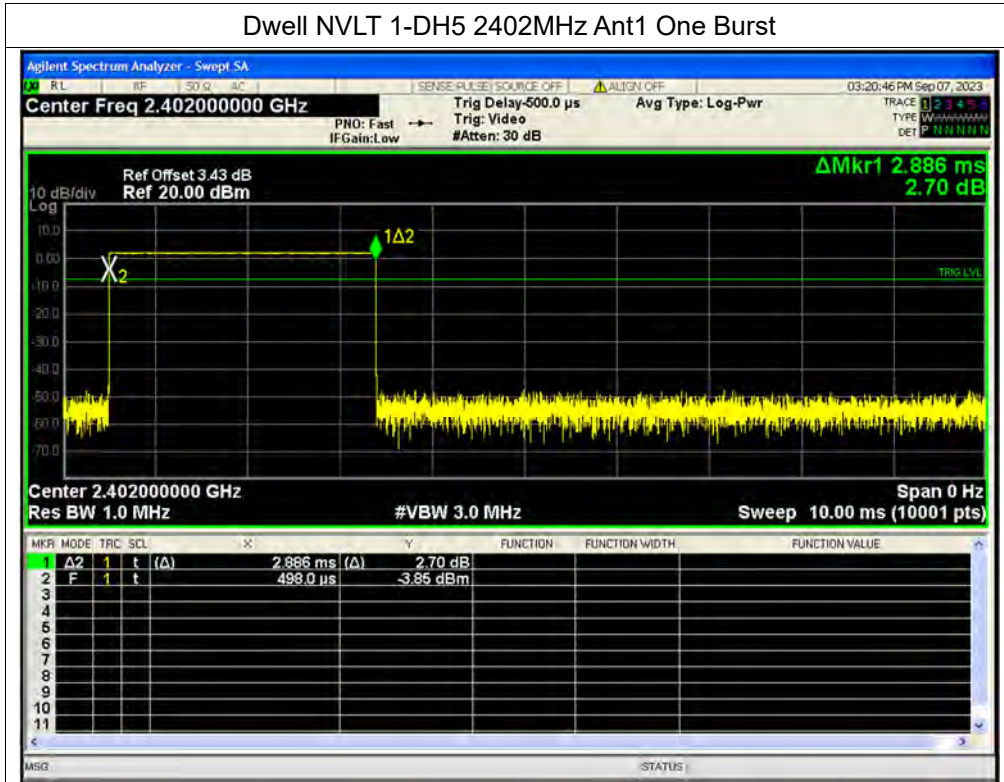 Dwell NVLT 1-DH5 2402MHz Ant1 One Burst
Agilent Spectrum Analyzer - Swept SA
LXI RL RF 50 Ω AC SENSE:PULSE SOURCE OFF ALIGN OFF 03:20:46 PM Sep 07, 2023
Center Freq 2.402000000 GHz Trig Delay-500.0 µs Avg Type: Log-Pwr TRACE 1 2 3 4 5 6
PNO: Fast Trig: Video TYPE W
IFGain:Low #Atten: 30 dB DET P N N N N N
ΔMkr1 2.886 ms
Ref Offset 3.43 dB
10 dB/div Ref 20.00 dBm 2.70 dB
Log
10.0
1Δ2
0.00
2
TRIG LVL
-10.0
-20.0
-30.0
-40.0
-50.0
-60.0
-70.0
Center 2.402000000 GHz Span 0 Hz
Res BW 1.0 MHz #VBW 3.0 MHz Sweep 10.00 ms (10001 pts)
MKR MODE TRC SCL X Y FUNCTION FUNCTION WIDTH FUNCTION VALUE
1 Δ2 1 t (Δ) 2.886 ms (Δ) 2.70 dB
2 F 1 t 498.0 µs -3.85 dBm
3
4
5
6
7
8
9
10
11
MSG STATUS